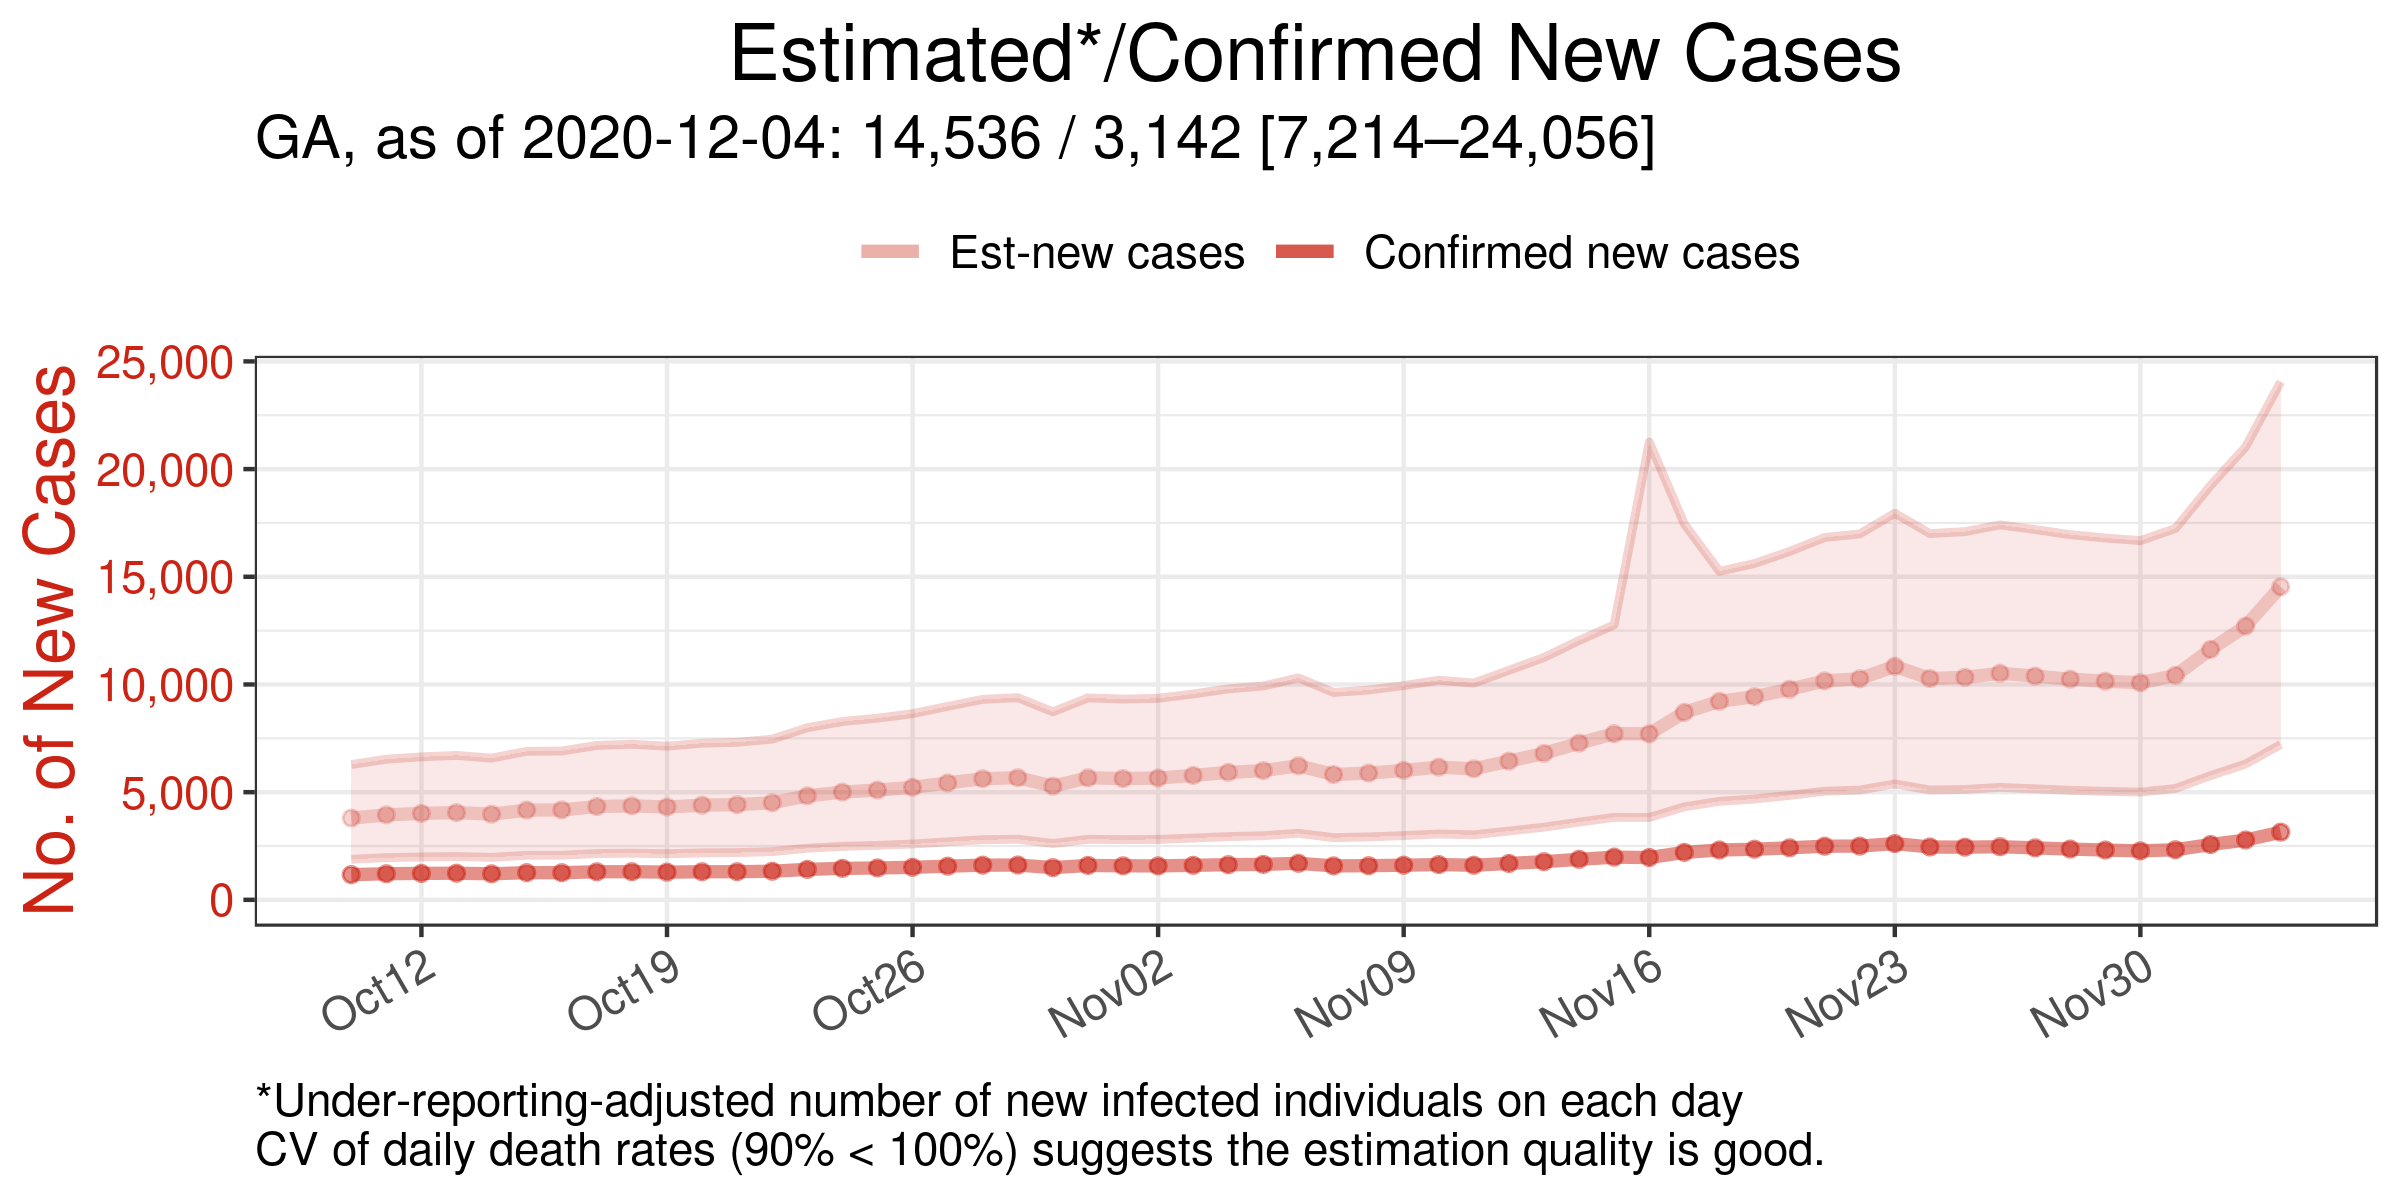 Estimated*/Confirmed New Cases
GA, as of 2020-12-04: 14,536 / 3,142 [7,214–24,056]
Est-new cases
Confirmed new cases
No. of New Cases
25,000
20,000
15,000
10,000
5,000
0
Oct12
Oct19
Oct26
Nov02
Nov09
Nov16
Nov23
Nov30
*Under-reporting-adjusted number of new infected individuals on each day
CV of daily death rates (90% < 100%) suggests the estimation quality is good.